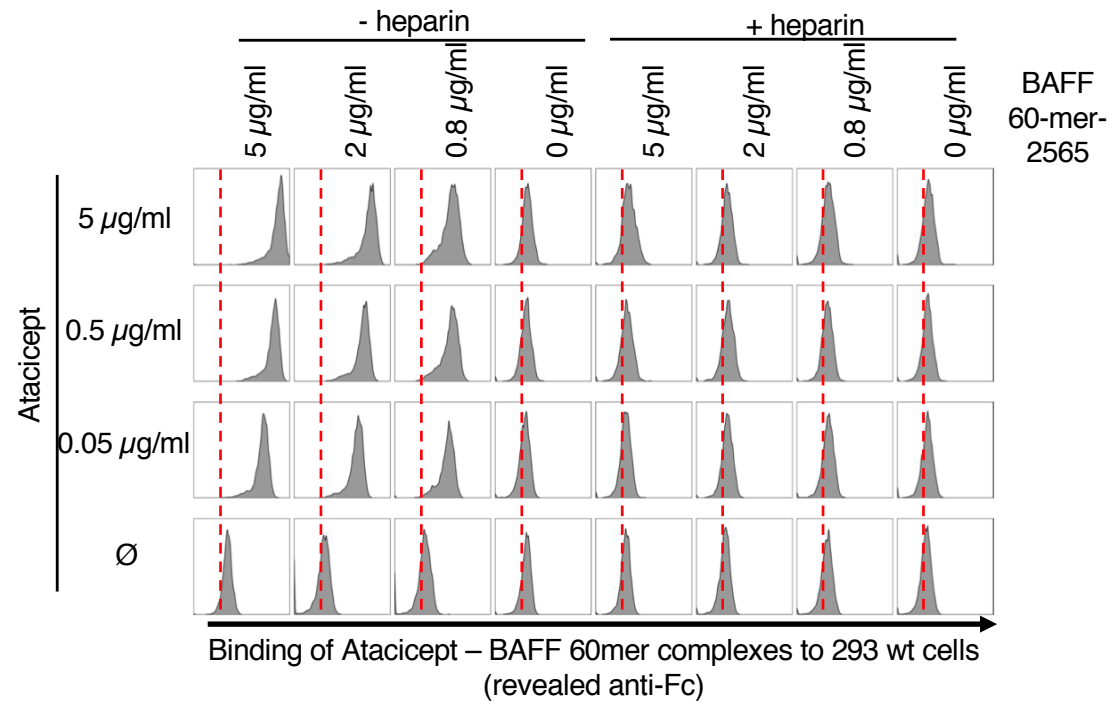 - heparin
+ heparin
5 µg/ml
2 µg/ml
0.8 µg/ml
0 µg/ml
5 µg/ml
2 µg/ml
0.8 µg/ml
0 µg/ml
BAFF
60-mer-
2565
Atacicept
5 µg/ml
0.5 µg/ml
0.05 µg/ml
Ø
Binding of Atacicept – BAFF 60mer complexes to 293 wt cells
(revealed anti-Fc)